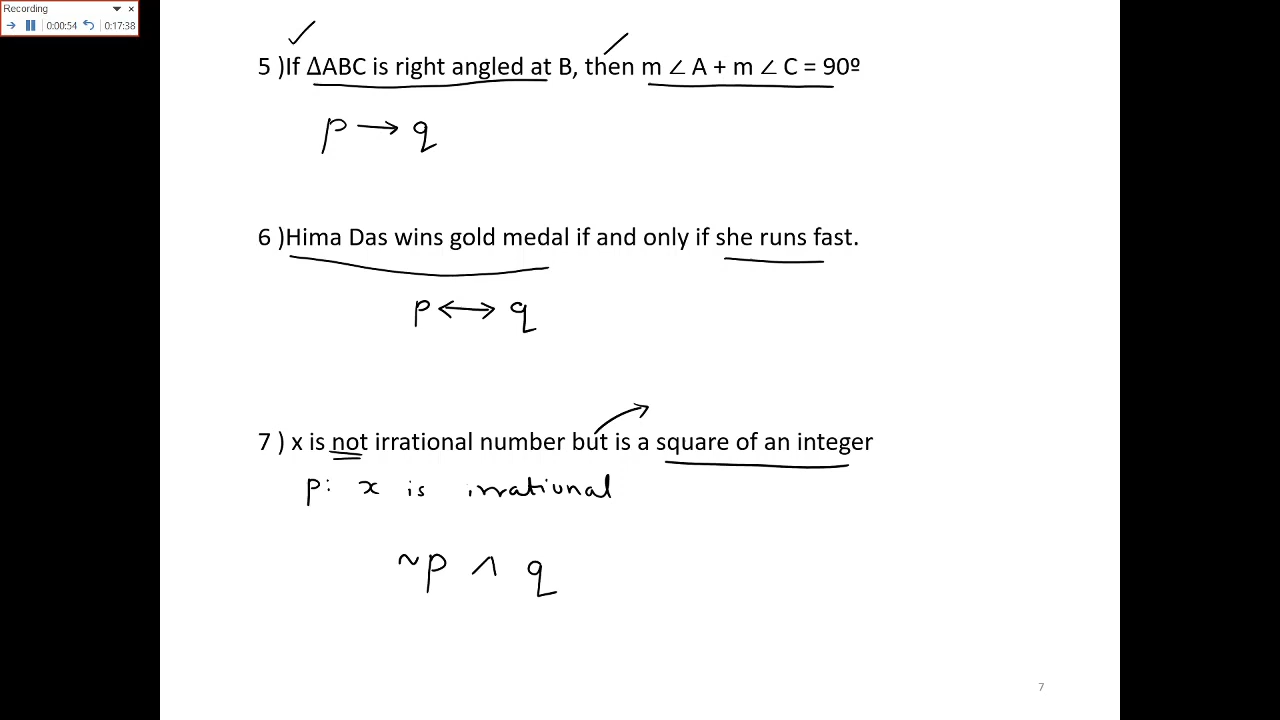 Recording
0:00:54 0:17:38
5 )If ΔABC is right angled at B, then m ∠ A + m ∠ C = 90º
p → q
6 )Hima Das wins gold medal if and only if she runs fast.
p ↔ q
7 ) x is not irrational number but is a square of an integer
p: x is irrational
~p ∧ q
7